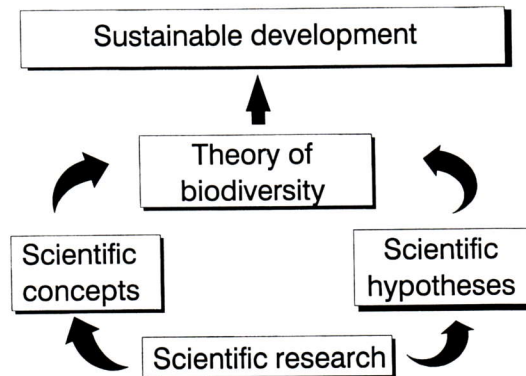 Sustainable development
Theory of
biodiversity
Scientific
concepts
Scientific
hypotheses
Scientific research